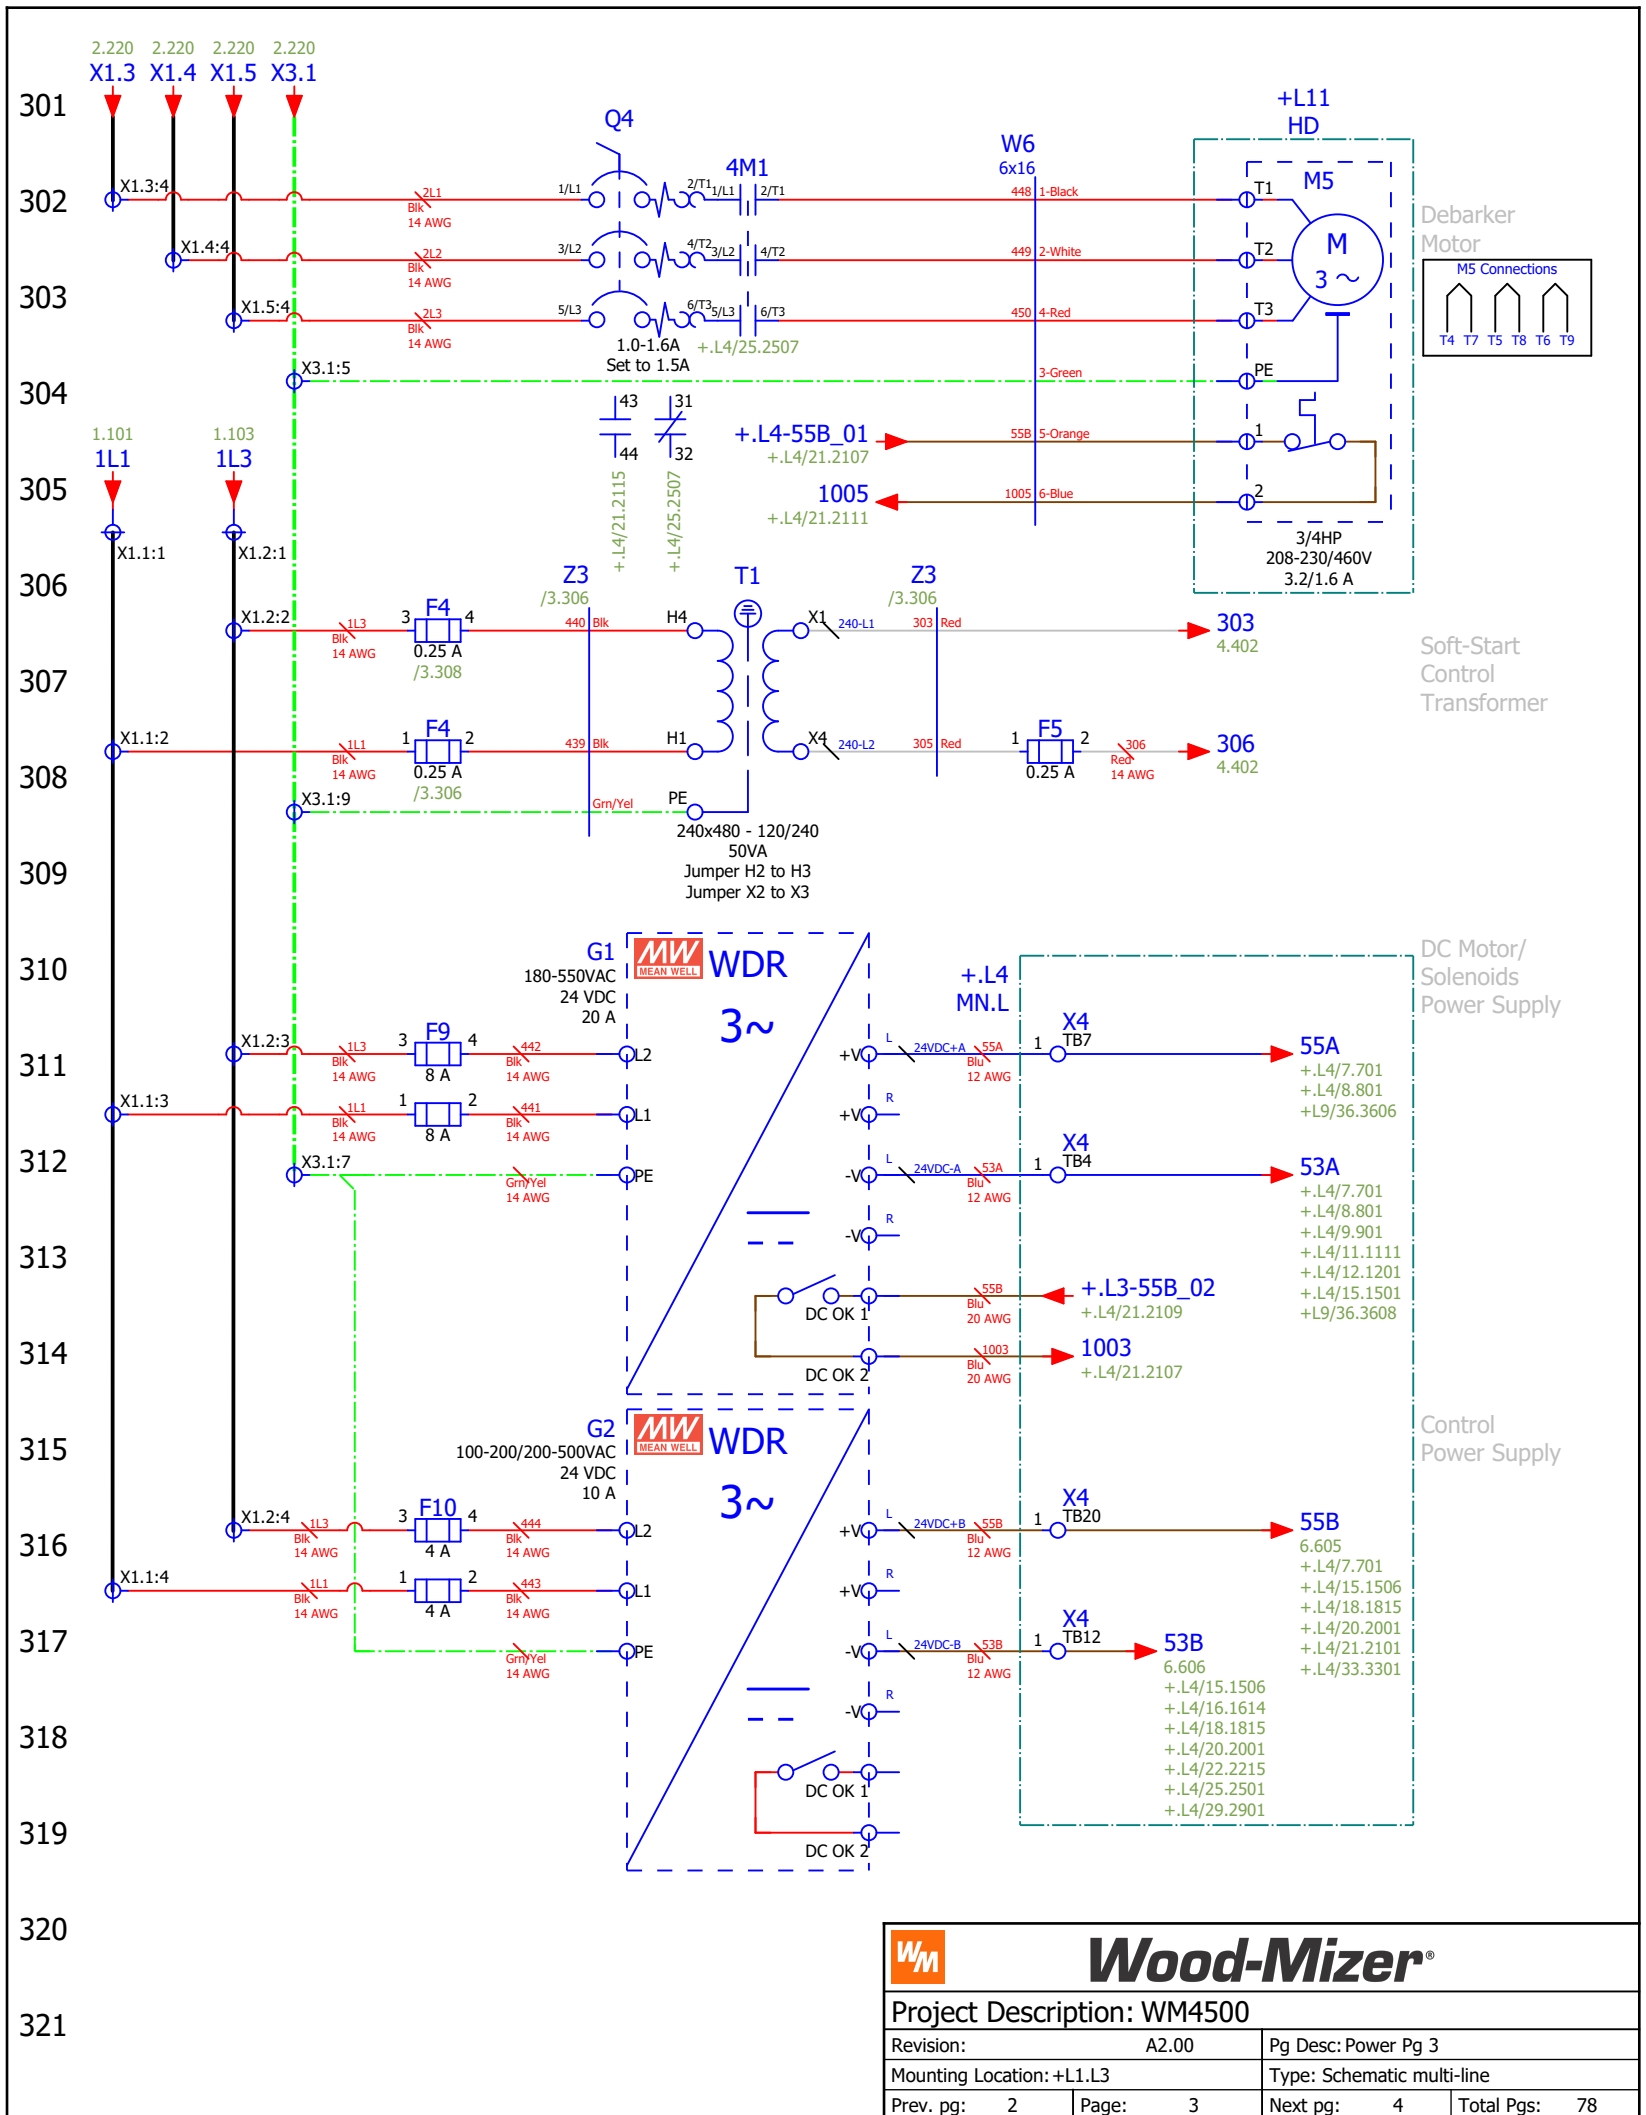 2.220 2.220 2.220 2.220
X1.3 X1.4 X1.5 X3.1
301
+L11
HD
Q4
4M1
W6
6x16
302
X1.3:4
2L1
Blk
14 AWG
1/L1
2/T1
1/L1
2/T1
448 1-Black
T1
M5
Debarker
Motor
X1.4:4
2L2
Blk
14 AWG
3/L2
4/T2
3/L2
4/T2
449 2-White
T2
M
3 ~
M5 Connections
T4 T7 T5 T8 T6 T9
303
X1.5:4
2L3
Blk
14 AWG
5/L3
6/T3
5/L3
6/T3
450 4-Red
T3
1.0-1.6A
Set to 1.5A
+.L4/25.2507
304
X3.1:5
3-Green
PE
43
44
+.L4/21.2115
31
32
+.L4/25.2507
+.L4-55B_01
+.L4/21.2107
55B 5-Orange
1
1005
+.L4/21.2111
1005 6-Blue
2
3/4HP
208-230/460V
3.2/1.6 A
1.101 1.103
1L1 1L3
305
X1.1:1
X1.2:1
306
Z3
/3.306
T1
Z3
/3.306
X1.2:2
1L3
Blk
14 AWG
3 F4 4
0.25 A
/3.308
440 Blk
H4
X1
240-L1
303 Red
303
4.402
Soft-Start
Control
Transformer
307
X1.1:2
1L1
Blk
14 AWG
1 F4 2
0.25 A
/3.306
439 Blk
H1
X4
240-L2
305 Red
1 F5 2
0.25 A
306
Red
14 AWG
306
4.402
308
X3.1:9
Grn/Yel
PE
240x480 - 120/240
50VA
Jumper H2 to H3
Jumper X2 to X3
309
310
G1
180-550VAC
24 VDC
20 A
MW
MEAN WELL
WDR
3~
+.L4
MN.L
DC Motor/
Solenoids
Power Supply
311
X1.2:3
1L3
Blk
14 AWG
3 F9 4
8 A
442
Blk
14 AWG
L2
+V
L
24VDC+A
55A
Blu
12 AWG
1
X4
TB7
55A
+.L4/7.701
+.L4/8.801
+L9/36.3606
X1.1:3
1L1
Blk
14 AWG
1 2
8 A
441
Blk
14 AWG
L1
+V
R
312
X3.1:7
Grn/Yel
14 AWG
PE
-V
L
24VDC-A
53A
Blu
12 AWG
1
X4
TB4
53A
+.L4/7.701
+.L4/8.801
+.L4/9.901
+.L4/11.1111
+.L4/12.1201
+.L4/15.1501
+L9/36.3608
-V
R
313
DC OK 1
55B
Blu
20 AWG
+.L3-55B_02
+.L4/21.2109
314
DC OK 2
1003
Blu
20 AWG
1003
+.L4/21.2107
315
G2
100-200/200-500VAC
24 VDC
10 A
MW
MEAN WELL
WDR
3~
Control
Power Supply
316
X1.2:4
1L3
Blk
14 AWG
3 F10 4
4 A
444
Blk
14 AWG
L2
+V
L
24VDC+B
55B
Blu
12 AWG
1
X4
TB20
55B
6.605
+.L4/7.701
+.L4/15.1506
+.L4/18.1815
+.L4/20.2001
+.L4/21.2101
+.L4/33.3301
X1.1:4
1L1
Blk
14 AWG
1 2
4 A
443
Blk
14 AWG
L1
+V
R
317
Grn/Yel
14 AWG
PE
-V
L
24VDC-B
53B
Blu
12 AWG
1
X4
TB12
53B
6.606
+.L4/15.1506
+.L4/16.1614
+.L4/18.1815
+.L4/20.2001
+.L4/22.2215
+.L4/25.2501
+.L4/29.2901
-V
R
318
DC OK 1
319
DC OK 2
320
321
WM
Wood-Mizer®
Project Description: WM4500
Revision: A2.00
Pg Desc: Power Pg 3
Mounting Location: +L1.L3
Type: Schematic multi-line
Prev. pg: 2 Page: 3 Next pg: 4 Total Pgs: 78